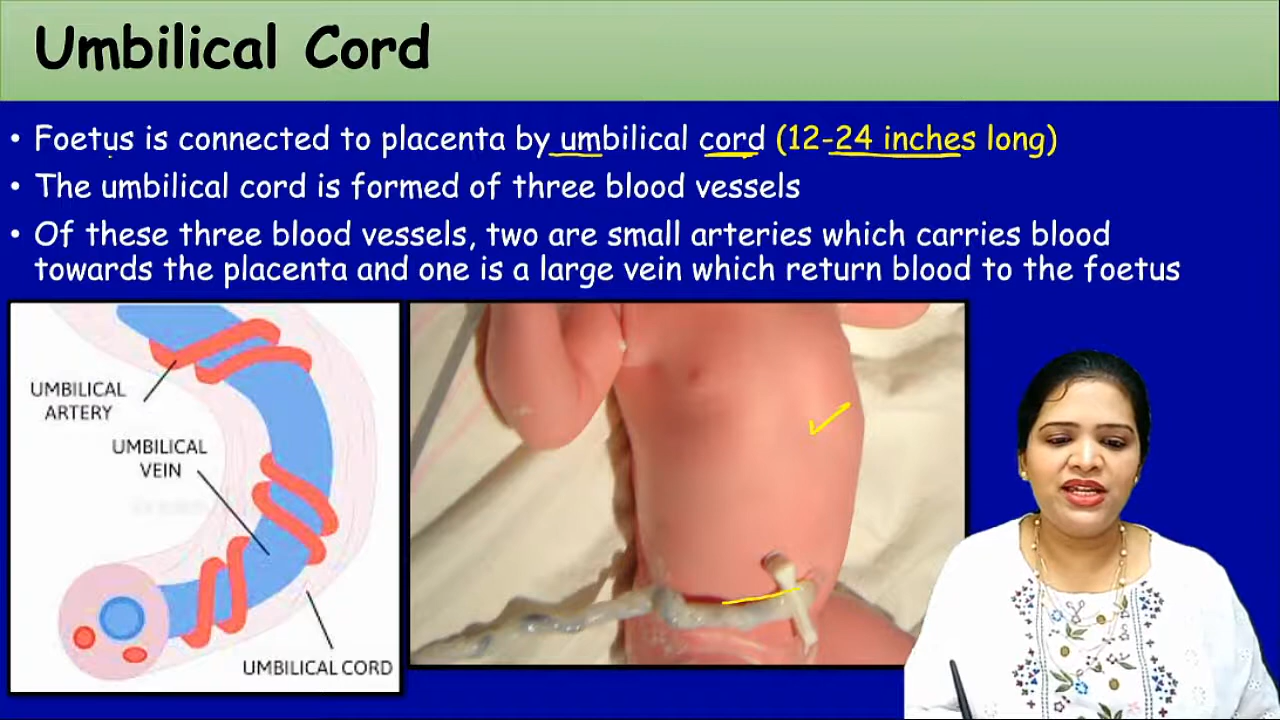 Umbilical Cord
• Foetus is connected to placenta by umbilical cord (12-24 inches long)
• The umbilical cord is formed of three blood vessels
• Of these three blood vessels, two are small arteries which carries blood
towards the placenta and one is a large vein which return blood to the foetus
UMBILICAL
ARTERY
UMBILICAL
VEIN
UMBILICAL CORD